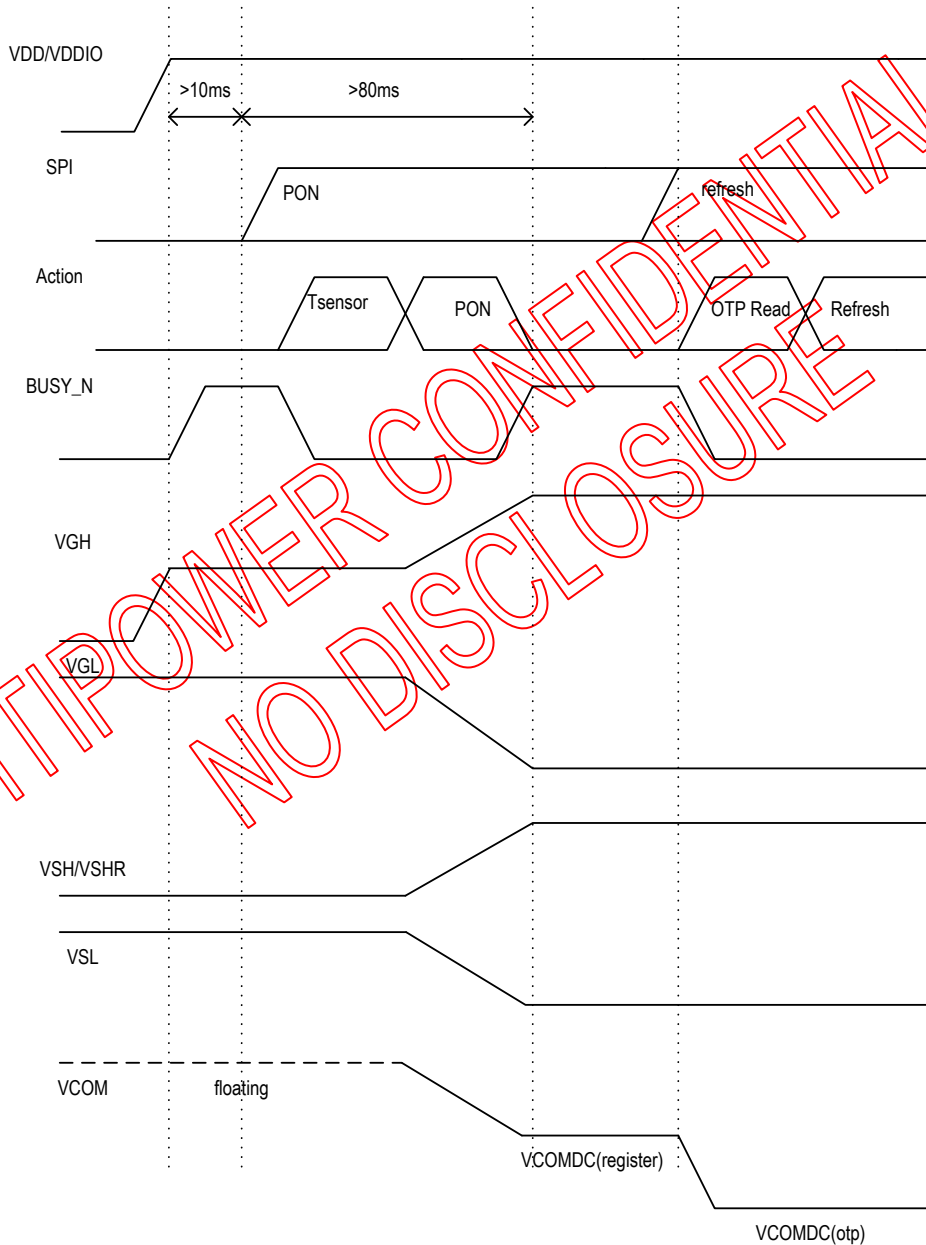 VDD/VDDIO
>10ms
>80ms
SPI
PON
refresh
Action
Tsensor
PON
OTP Read
Refresh
BUSY_N
VGH
VGL
VSH/VSHR
VSL
VCOM
floating
VCOMDC(register)
VCOMDC(otp)
TIPOWER CONFIDENTIAL
NO DISCLOSURE